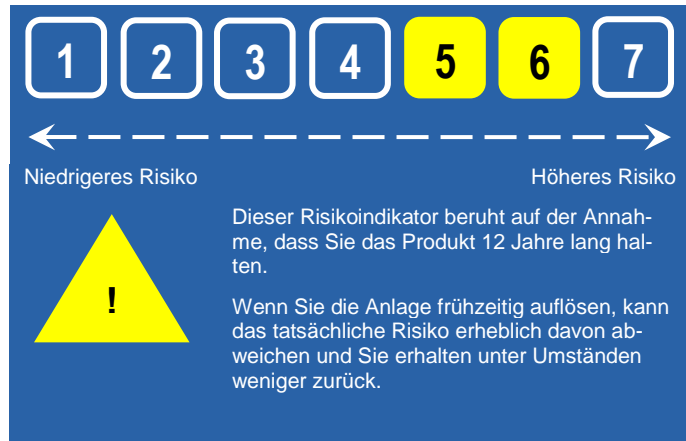 1 2 3 4 5 6 7
Niedrigeres Risiko Höheres Risiko
Dieser Risikoindikator beruht auf der Annah-
me, dass Sie das Produkt 12 Jahre lang hal-
ten.
!
Wenn Sie die Anlage frühzeitig auflösen, kann
das tatsächliche Risiko erheblich davon ab-
weichen und Sie erhalten unter Umständen
weniger zurück.